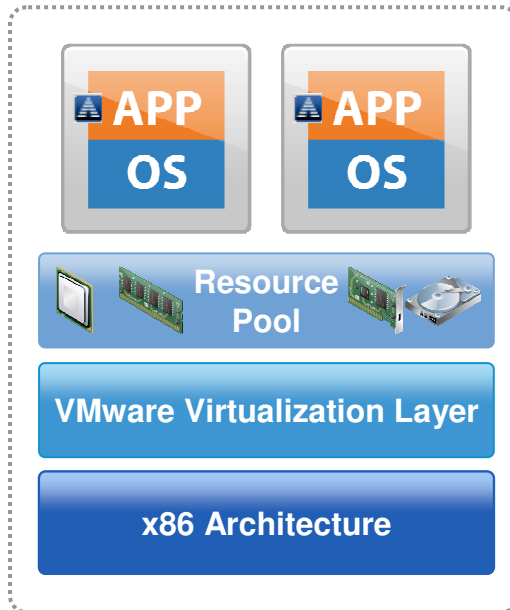 APP
OS
APP
OS
Resource
Pool
VMware Virtualization Layer
x86 Architecture